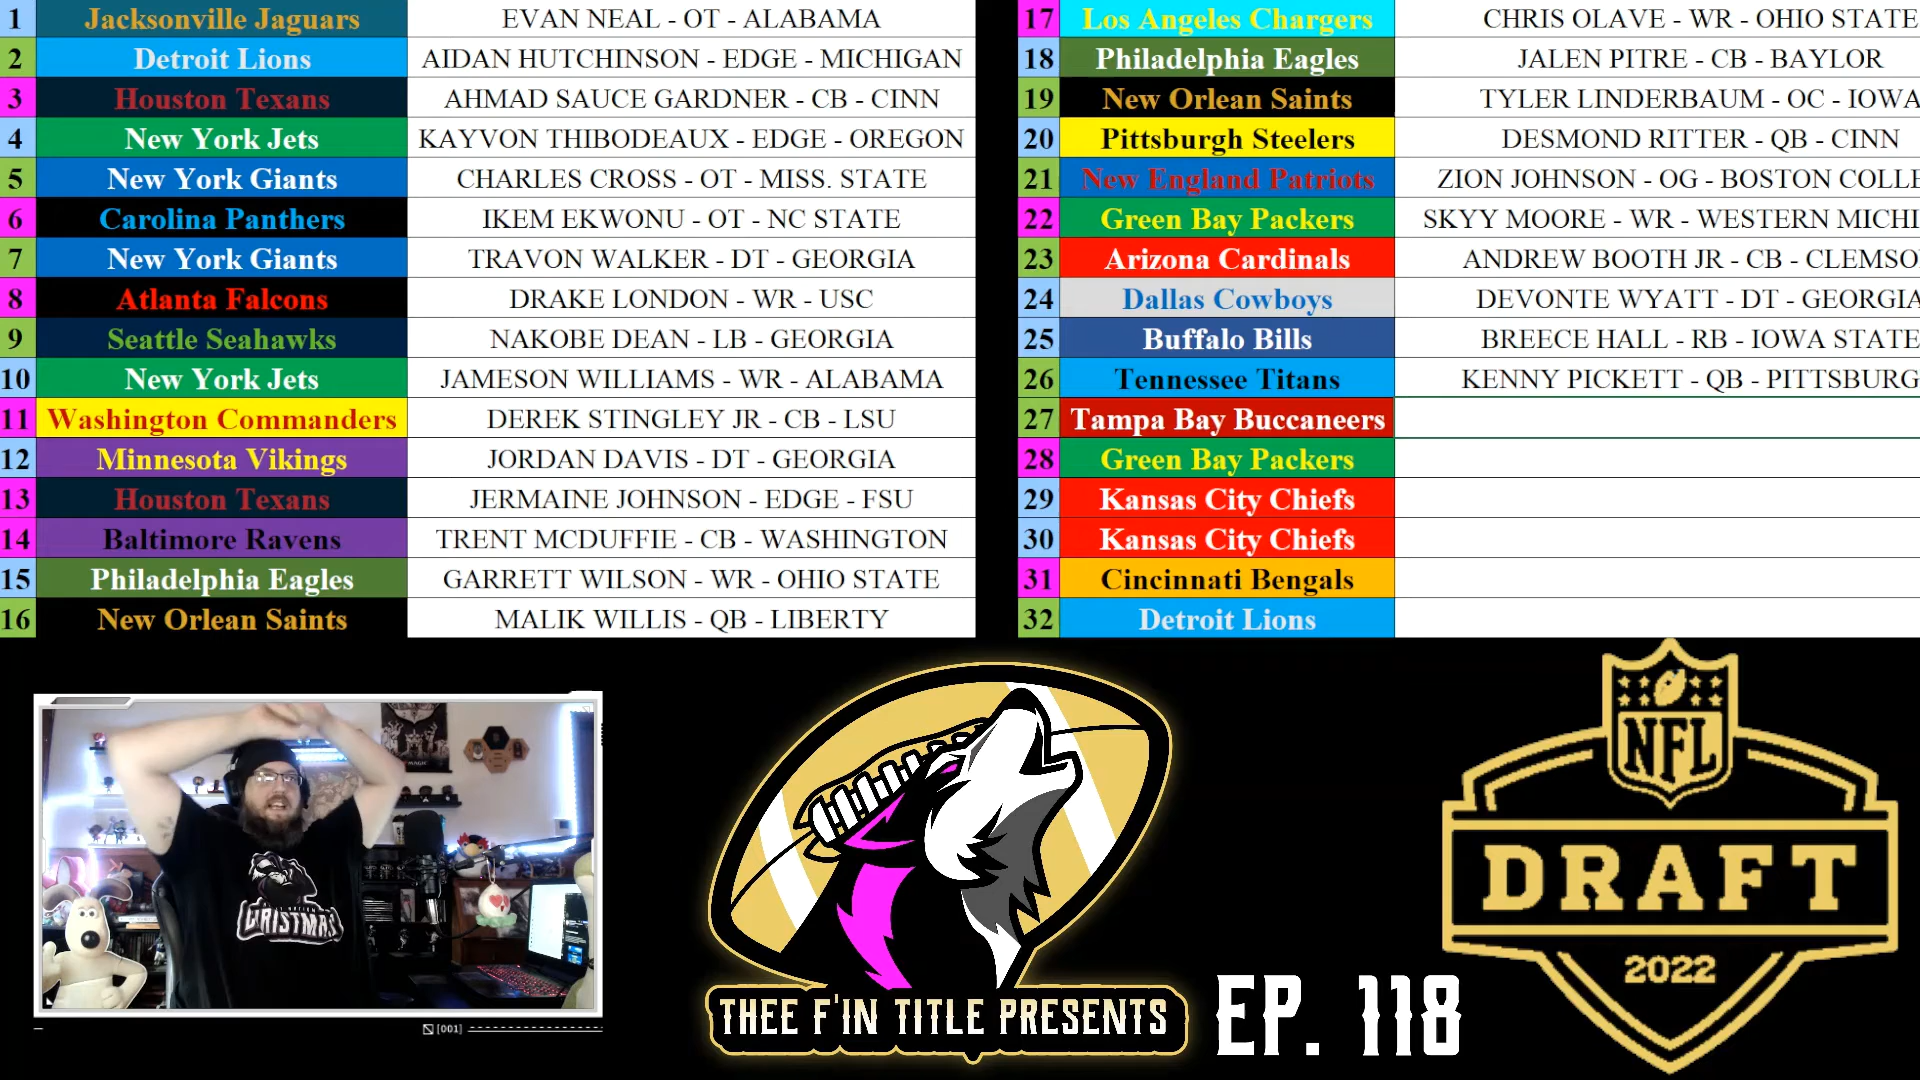 1 Jacksonville Jaguars EVAN NEAL - OT - ALABAMA
2 Detroit Lions AIDAN HUTCHINSON - EDGE - MICHIGAN
3 Houston Texans AHMAD SAUCE GARDNER - CB - CINN
4 New York Jets KAYVON THIBODEAUX - EDGE - OREGON
5 New York Giants CHARLES CROSS - OT - MISS. STATE
6 Carolina Panthers IKEM EKWONU - OT - NC STATE
7 New York Giants TRAVON WALKER - DT - GEORGIA
8 Atlanta Falcons DRAKE LONDON - WR - USC
9 Seattle Seahawks NAKOBE DEAN - LB - GEORGIA
10 New York Jets JAMESON WILLIAMS - WR - ALABAMA
11 Washington Commanders DEREK STINGLEY JR - CB - LSU
12 Minnesota Vikings JORDAN DAVIS - DT - GEORGIA
13 Houston Texans JERMAINE JOHNSON - EDGE - FSU
14 Baltimore Ravens TRENT MCDUFFIE - CB - WASHINGTON
15 Philadelphia Eagles GARRETT WILSON - WR - OHIO STATE
16 New Orlean Saints MALIK WILLIS - QB - LIBERTY
17 Los Angeles Chargers CHRIS OLAVE - WR - OHIO STATE
18 Philadelphia Eagles JALEN PITRE - CB - BAYLOR
19 New Orlean Saints TYLER LINDERBAUM - OC - IOWA
20 Pittsburgh Steelers DESMOND RITTER - QB - CINN
21 New England Patriots ZION JOHNSON - OG - BOSTON COLLE
22 Green Bay Packers SKYY MOORE - WR - WESTERN MICHI
23 Arizona Cardinals ANDREW BOOTH JR - CB - CLEMSO
24 Dallas Cowboys DEVONTE WYATT - DT - GEORGIA
25 Buffalo Bills BREECE HALL - RB - IOWA STATE
26 Tennessee Titans KENNY PICKETT - QB - PITTSBURG
27 Tampa Bay Buccaneers
28 Green Bay Packers
29 Kansas City Chiefs
30 Kansas City Chiefs
31 Cincinnati Bengals
32 Detroit Lions
MAGIC
[001]
THEE F'IN TITLE PRESENTS
EP. 118
NFL
DRAFT
2022